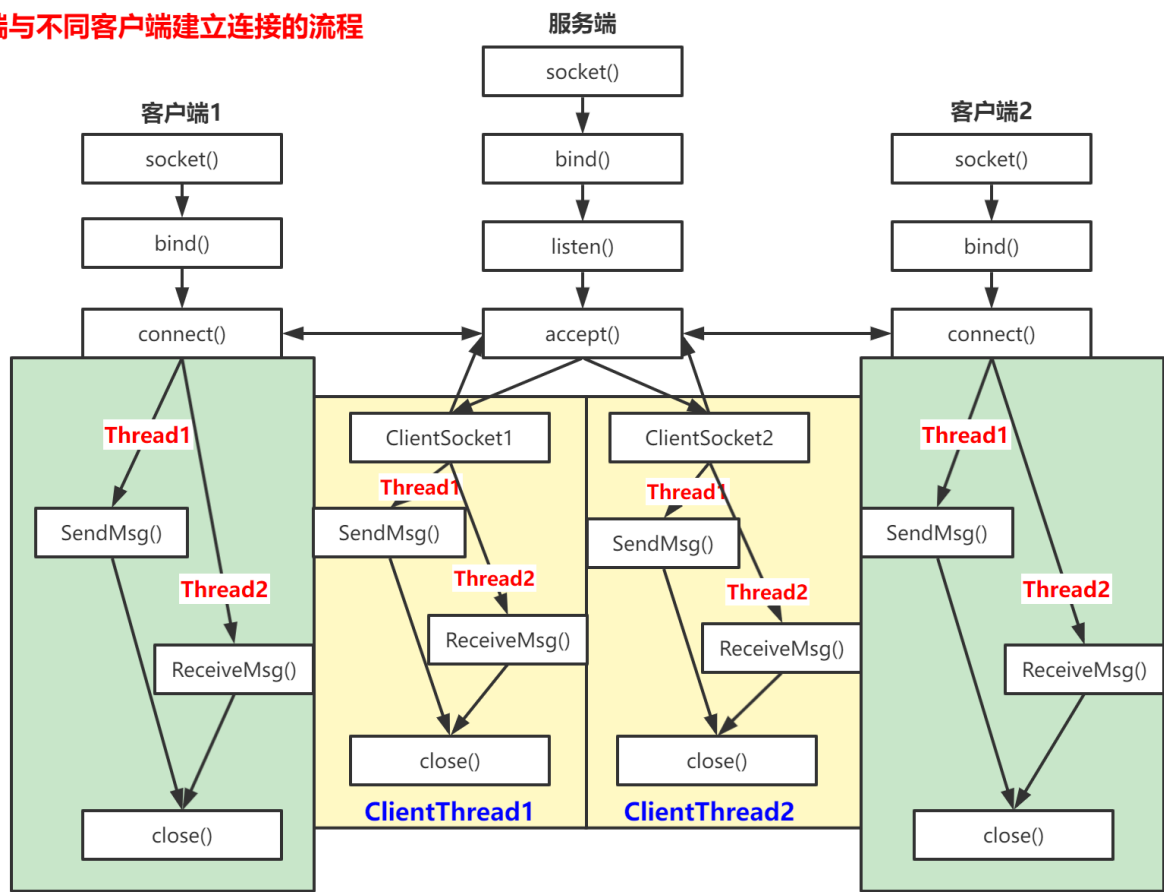 端与不同客户端建立连接的流程
服务端
socket()
bind()
listen()
accept()
客户端1
socket()
bind()
connect()
Thread1
SendMsg()
Thread2
ReceiveMsg()
close()
ClientSocket1
Thread1
SendMsg()
Thread2
ReceiveMsg()
close()
ClientThread1
ClientSocket2
Thread1
SendMsg()
Thread2
ReceiveMsg()
close()
ClientThread2
客户端2
socket()
bind()
connect()
Thread1
SendMsg()
Thread2
ReceiveMsg()
close()